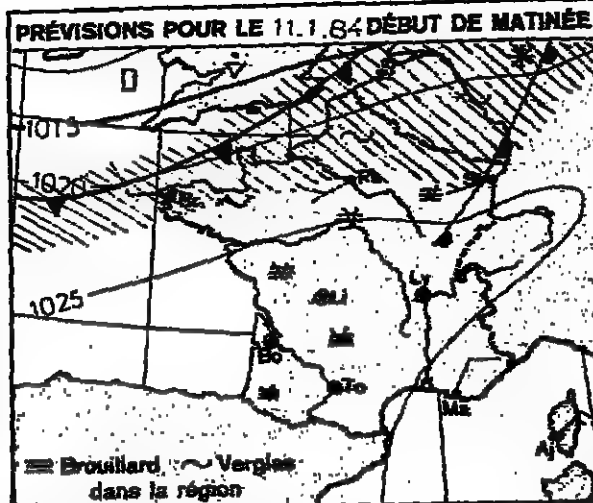 PRÉVISIONS POUR LE 11.1.84 DÉBUT DE MATINÉE
D
1015
1020
Br
1025
Li
Ly
Bo
To
Ma
Aj
Brouillard Verglas
dans la région